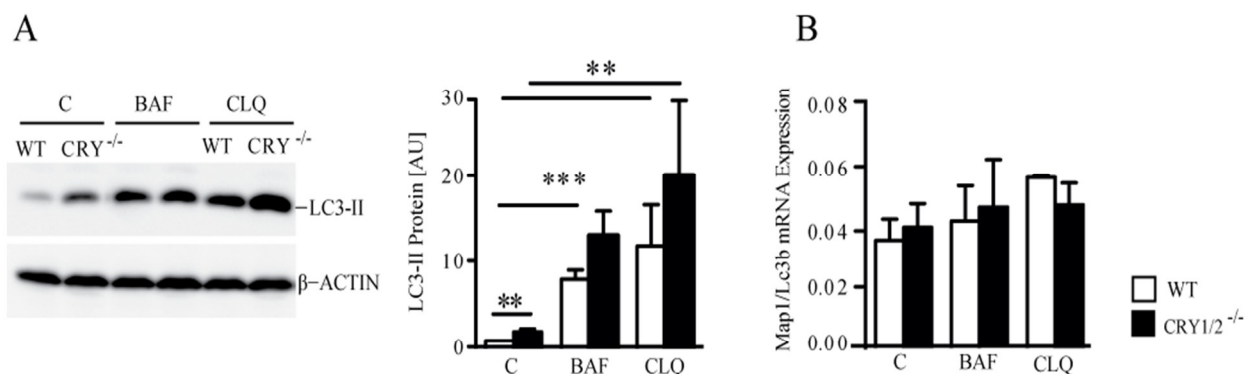 A
B
C BAF CLQ
WT CRY-/- WT CRY-/-
LC3-II
β-ACTIN
LC3-II Protein [AU]
30
20
10
0
**
***
**
C BAF CLQ
Map1/Lc3b mRNA Expression
0.08
0.06
0.04
0.02
0.00
C BAF CLQ
WT
CRY1/2-/-